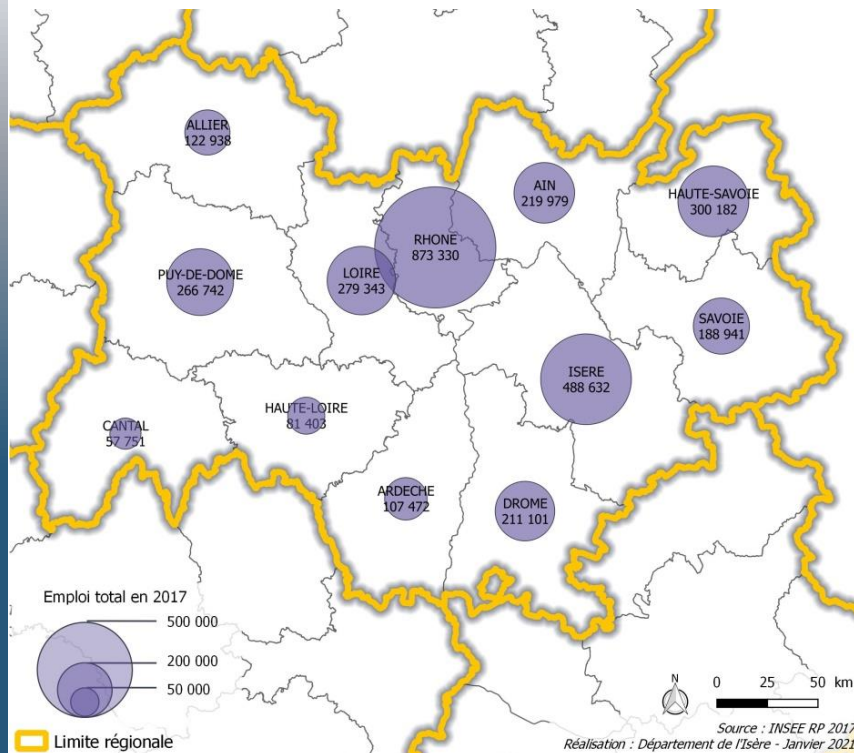 ALLIER
122 938
AIN
219 979
HAUTE-SAVOIE
300 182
RHONE
873 330
PUY-DE-DOME
266 742
LOIRE
279 343
SAVOIE
188 941
ISERE
488 632
HAUTE-LOIRE
81 403
CANTAL
57 751
ARDECHE
107 472
DROME
211 101
Emploi total en 2017
500 000
200 000
50 000
Limite régionale
N
0 25 50 km
Source : INSEE RP 2017
Réalisation : Département de l'Isère - Janvier 2021